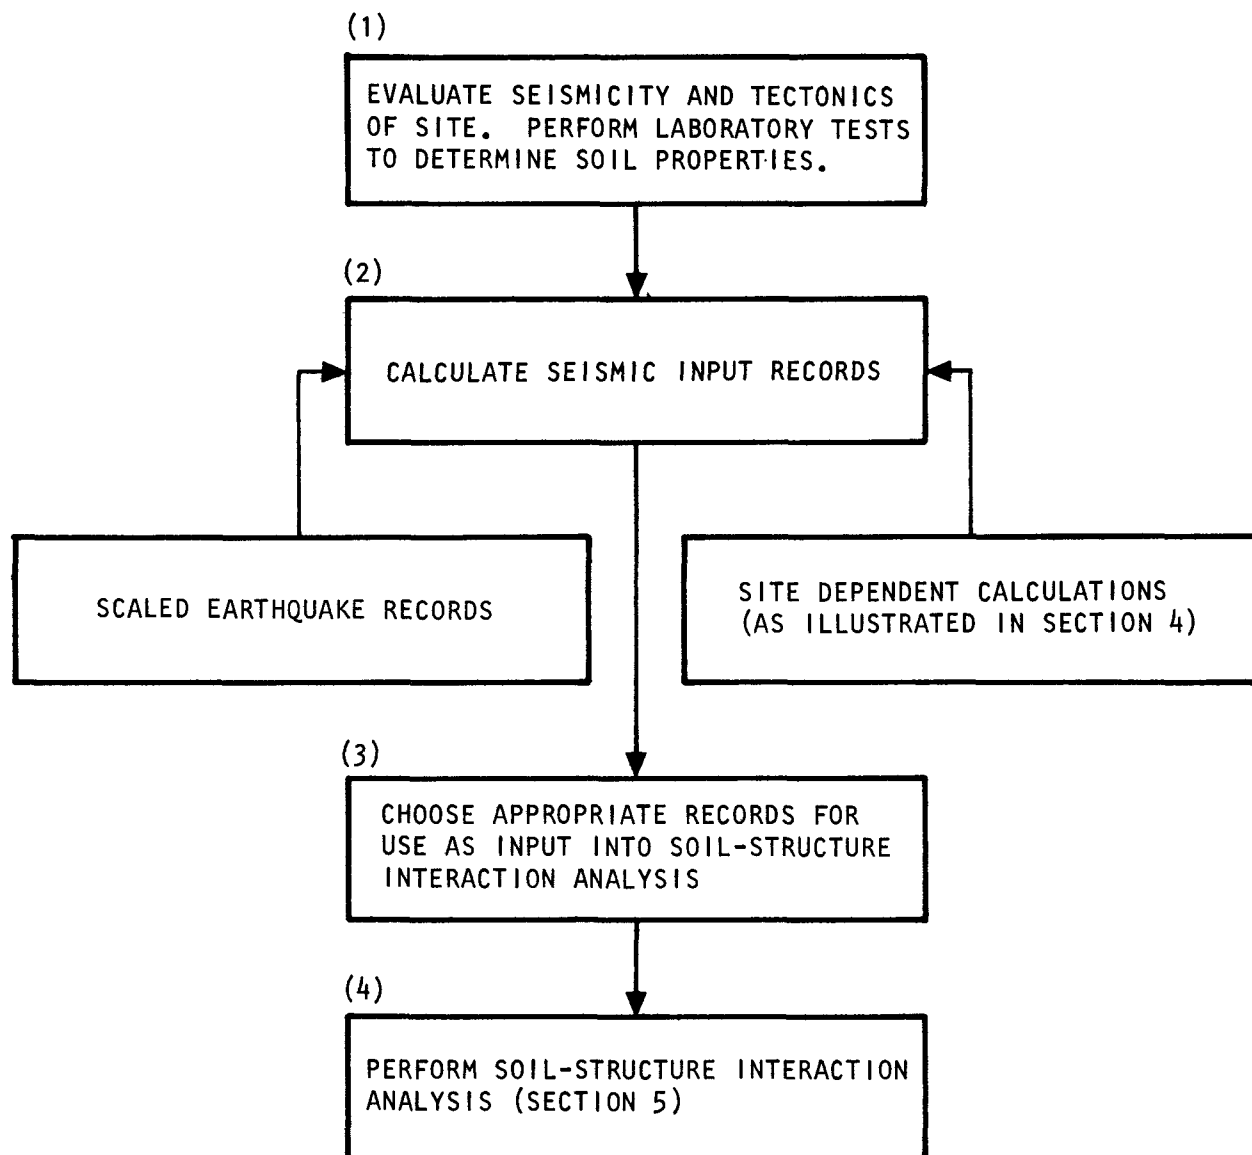 (1)
EVALUATE SEISMICITY AND TECTONICS
OF SITE. PERFORM LABORATORY TESTS
TO DETERMINE SOIL PROPERTIES.
(2)
CALCULATE SEISMIC INPUT RECORDS
SCALED EARTHQUAKE RECORDS
SITE DEPENDENT CALCULATIONS
(AS ILLUSTRATED IN SECTION 4)
(3)
CHOOSE APPROPRIATE RECORDS FOR
USE AS INPUT INTO SOIL-STRUCTURE
INTERACTION ANALYSIS
(4)
PERFORM SOIL-STRUCTURE INTERACTION
ANALYSIS (SECTION 5)